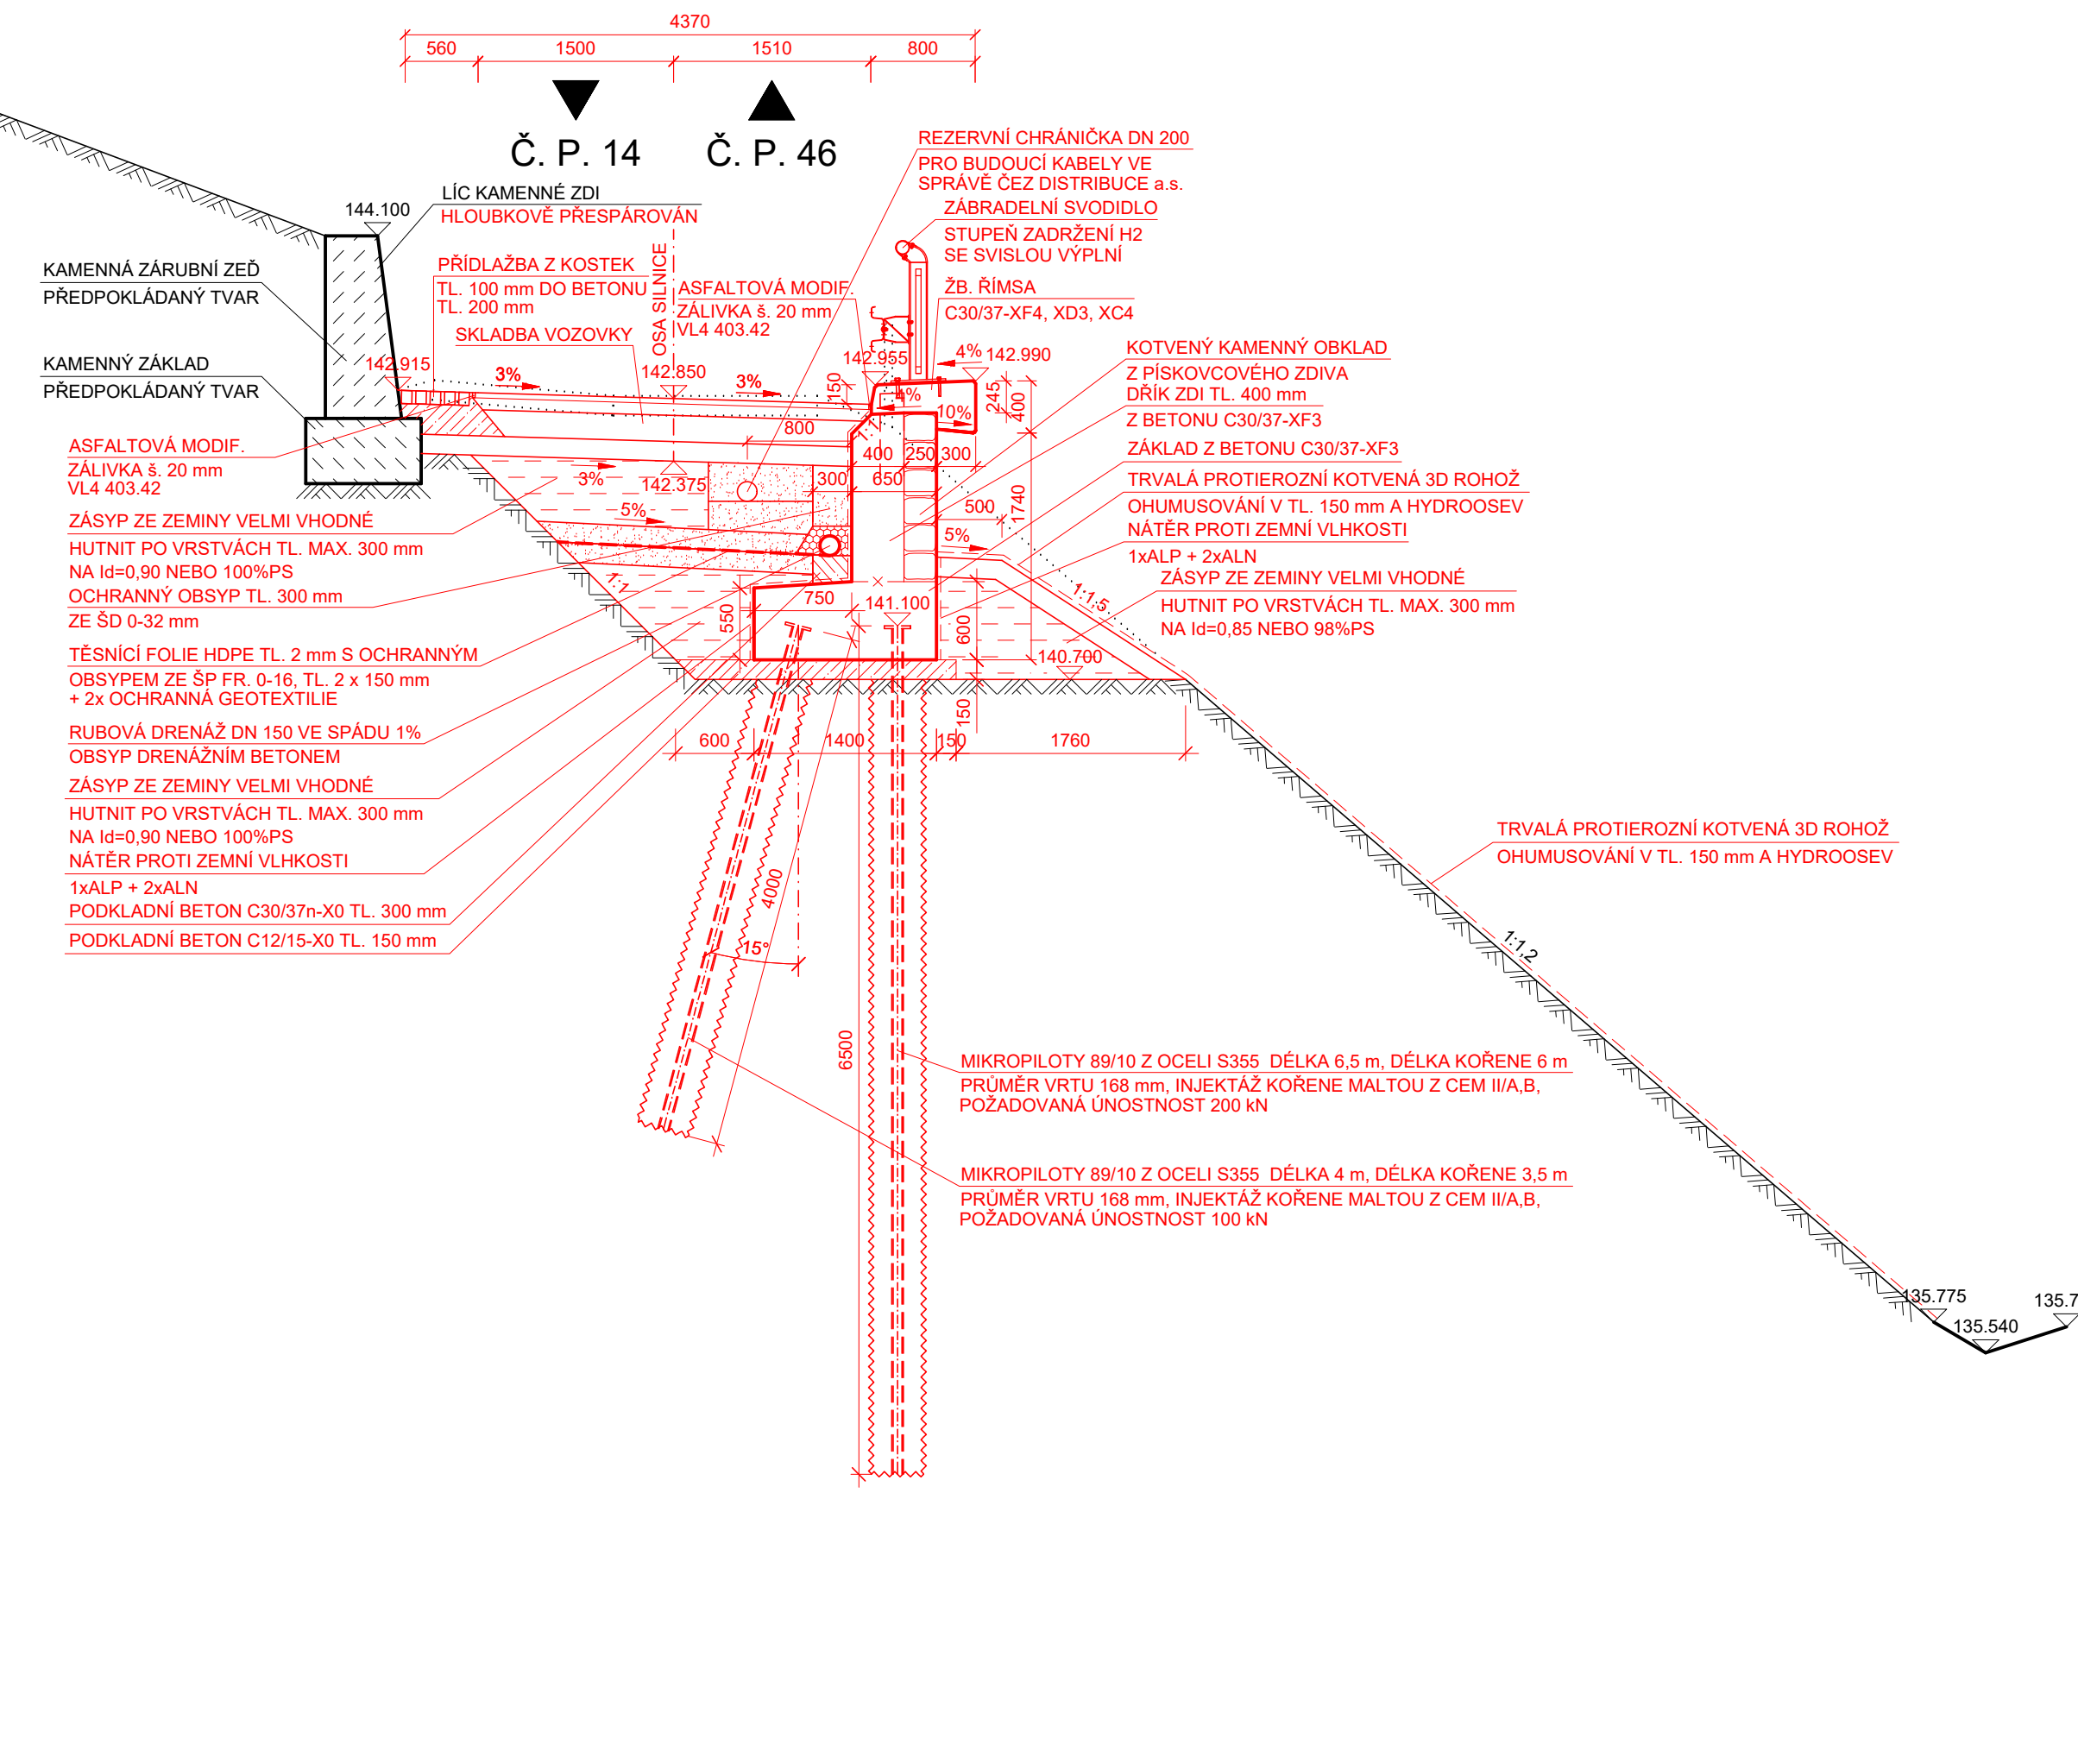 4370
560 1500 1510 800
Č. P. 14 Č. P. 46
REZERVNÍ CHRÁNIČKA DN 200
PRO BUDOUCÍ KABELY VE
SPRÁVĚ ČEZ DISTRIBUCE a.s.
ZÁBRADELNÍ SVODIDLO
STUPEŇ ZADRŽENÍ H2
SE SVISLOU VÝPLNÍ
ŽB. ŘÍMSA
C30/37-XF4, XD3, XC4
LÍC KAMENNÉ ZDI
HLOUBKOVĚ PŘESPÁROVÁN
144.100
OSA SILNICE
KAMENNÁ ZÁRUBNÍ ZEĎ
PŘEDPOKLÁDANÝ TVAR
PŘÍDLAŽBA Z KOSTEK
TL. 100 mm DO BETONU
TL. 200 mm
ASFALTOVÁ MODIF.
ZÁLIVKA š. 20 mm
VL4 403.42
SKLADBA VOZOVKY
KAMENNÝ ZÁKLAD
PŘEDPOKLÁDANÝ TVAR
142.915
3%
142.850
3%
142.955
4% 142.990
150
4%
10%
245
400
1:1
800
400 250 300
3%
142.375
300 650
500
1740
5%
5%
1:1
1:1,5
750
141.100
550
600
140.700
150
600 1400 150 1760
KOTVENÝ KAMENNÝ OBKLAD
Z PÍSKOVCOVÉHO ZDIVA
DŘÍK ZDI TL. 400 mm
Z BETONU C30/37-XF3
ZÁKLAD Z BETONU C30/37-XF3
TRVALÁ PROTIEROZNÍ KOTVENÁ 3D ROHOŽ
OHUMUSOVÁNÍ V TL. 150 mm A HYDROOSEV
NÁTĚR PROTI ZEMNÍ VLHKOSTI
1xALP + 2xALN
ZÁSYP ZE ZEMINY VELMI VHODNÉ
HUTNIT PO VRSTVÁCH TL. MAX. 300 mm
NA Id=0,85 NEBO 98%PS
ASFALTOVÁ MODIF.
ZÁLIVKA š. 20 mm
VL4 403.42
ZÁSYP ZE ZEMINY VELMI VHODNÉ
HUTNIT PO VRSTVÁCH TL. MAX. 300 mm
NA Id=0,90 NEBO 100%PS
OCHRANNÝ OBSYP TL. 300 mm
ZE ŠD 0-32 mm
TĚSNÍCÍ FOLIE HDPE TL. 2 mm S OCHRANNÝM
OBSYPEM ZE ŠP FR. 0-16, TL. 2 x 150 mm
+ 2x OCHRANNÁ GEOTEXTILIE
RUBOVÁ DRENÁŽ DN 150 VE SPÁDU 1%
OBSYP DRENÁŽNÍM BETONEM
ZÁSYP ZE ZEMINY VELMI VHODNÉ
HUTNIT PO VRSTVÁCH TL. MAX. 300 mm
NA Id=0,90 NEBO 100%PS
NÁTĚR PROTI ZEMNÍ VLHKOSTI
1xALP + 2xALN
PODKLADNÍ BETON C30/37n-X0 TL. 300 mm
PODKLADNÍ BETON C12/15-X0 TL. 150 mm
4000
15°
6500
TRVALÁ PROTIEROZNÍ KOTVENÁ 3D ROHOŽ
OHUMUSOVÁNÍ V TL. 150 mm A HYDROOSEV
1:1,2
MIKROPILOTY 89/10 Z OCELI S355 DÉLKA 6,5 m, DÉLKA KOŘENE 6 m
PRŮMĚR VRTU 168 mm, INJEKTÁŽ KOŘENE MALTOU Z CEM II/A,B,
POŽADOVANÁ ÚNOSTNOST 200 kN
MIKROPILOTY 89/10 Z OCELI S355 DÉLKA 4 m, DÉLKA KOŘENE 3,5 m
PRŮMĚR VRTU 168 mm, INJEKTÁŽ KOŘENE MALTOU Z CEM II/A,B,
POŽADOVANÁ ÚNOSTNOST 100 kN
135.775
135.7
135.540